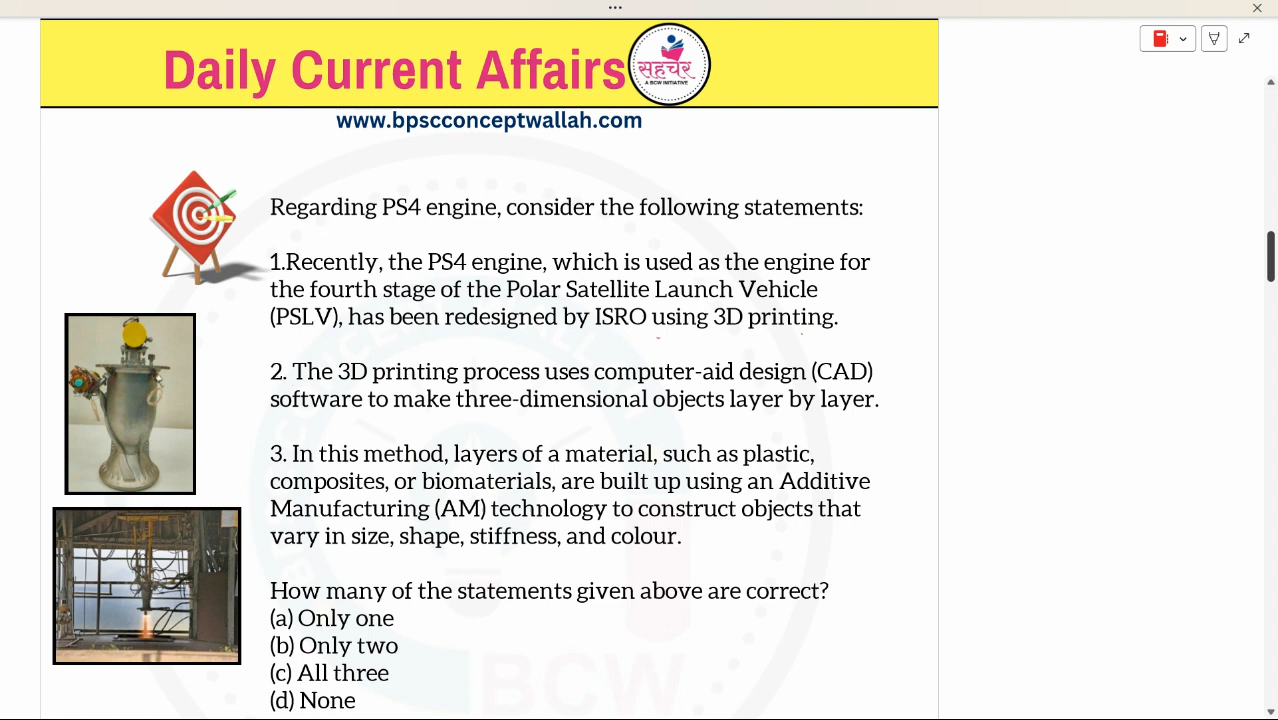 Daily Current Affairs
सहचर
A BCW INITIATIVE
www.bpscconceptwallah.com
Regarding PS4 engine, consider the following statements:
1.Recently, the PS4 engine, which is used as the engine for
the fourth stage of the Polar Satellite Launch Vehicle
(PSLV), has been redesigned by ISRO using 3D printing.
2. The 3D printing process uses computer-aid design (CAD)
software to make three-dimensional objects layer by layer.
3. In this method, layers of a material, such as plastic,
composites, or biomaterials, are built up using an Additive
Manufacturing (AM) technology to construct objects that
vary in size, shape, stiffness, and colour.
How many of the statements given above are correct?
(a) Only one
(b) Only two
(c) All three
(d) None
BCW